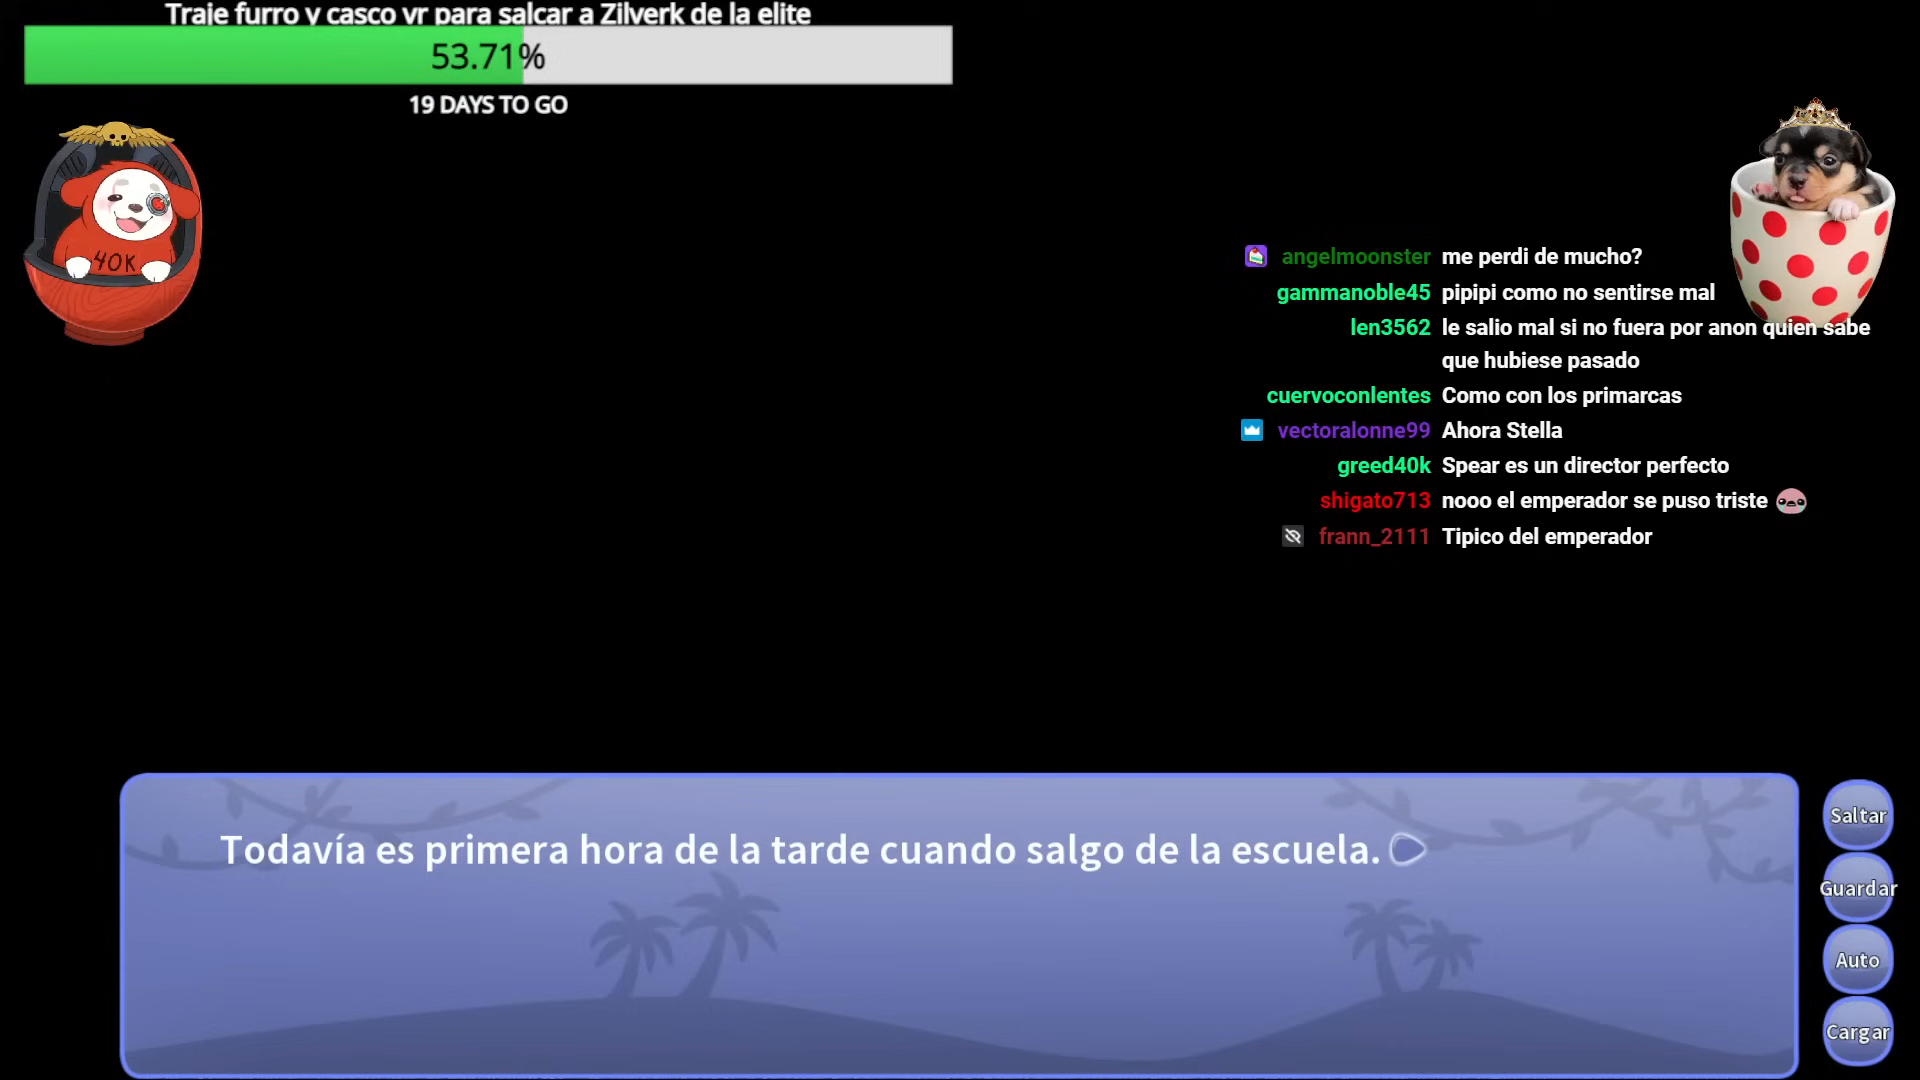 Traje furro y casco vr para salcar a Zilverk de la elite
53.71%
19 DAYS TO GO
40K
angelmoonster me perdi de mucho?
gammanoble45 pipipi como no sentirse mal
len3562 le salio mal si no fuera por anon quien sabe
que hubiese pasado
cuervoconlentes Como con los primarcas
vectoralonne99 Ahora Stella
greed40k Spear es un director perfecto
shigato713 nooo el emperador se puso triste
frann_2111 Tipico del emperador
Todavía es primera hora de la tarde cuando salgo de la escuela.
Saltar
Guardar
Auto
Cargar